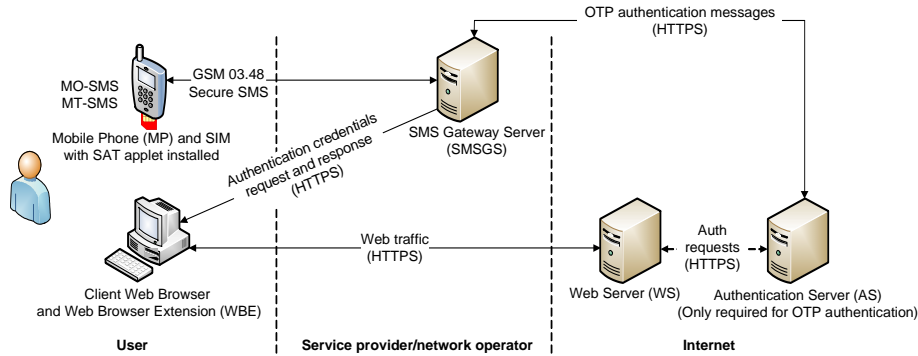 OTP authentication messages
(HTTPS)
GSM 03.48
Secure SMS
MO-SMS
MT-SMS
Mobile Phone (MP) and SIM
with SAT applet installed
SMS Gateway Server
(SMSGS)
Authentication credentials
request and response
(HTTPS)
Web traffic
(HTTPS)
Auth
requests
(HTTPS)
Client Web Browser
and Web Browser Extension (WBE)
Web Server (WS)
Authentication Server (AS)
(Only required for OTP authentication)
User
Service provider/network operator
Internet